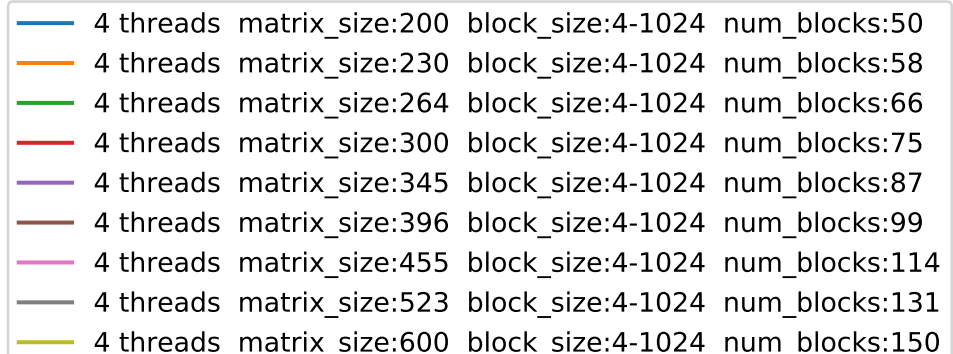 4 threads matrix_size:200 block_size:4-1024 num_blocks:50
4 threads matrix_size:230 block_size:4-1024 num_blocks:58
4 threads matrix_size:264 block_size:4-1024 num_blocks:66
4 threads matrix_size:300 block_size:4-1024 num_blocks:75
4 threads matrix_size:345 block_size:4-1024 num_blocks:87
4 threads matrix_size:396 block_size:4-1024 num_blocks:99
4 threads matrix_size:455 block_size:4-1024 num_blocks:114
4 threads matrix_size:523 block_size:4-1024 num_blocks:131
4 threads matrix_size:600 block_size:4-1024 num_blocks:150